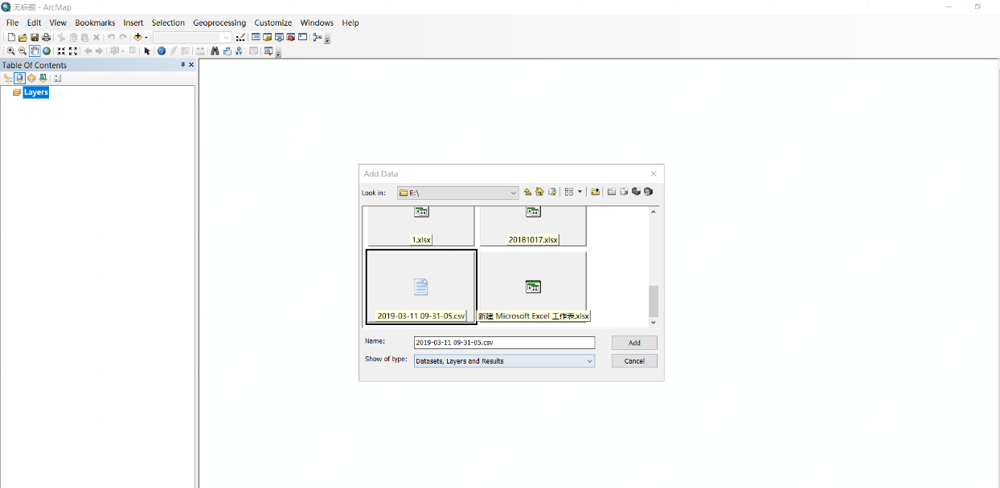 无标题 - ArcMap
File Edit View Bookmarks Insert Selection Geoprocessing Customize Windows Help
Table Of Contents
Layers
Add Data
Look in: E:\
1.xlsx 20181017.xlsx
2019-03-11 09-31-05.csv 新建 Microsoft Excel 工作表.xlsx
Name: 2019-03-11 09-31-05.csv Add
Show of type: Datasets, Layers and Results Cancel